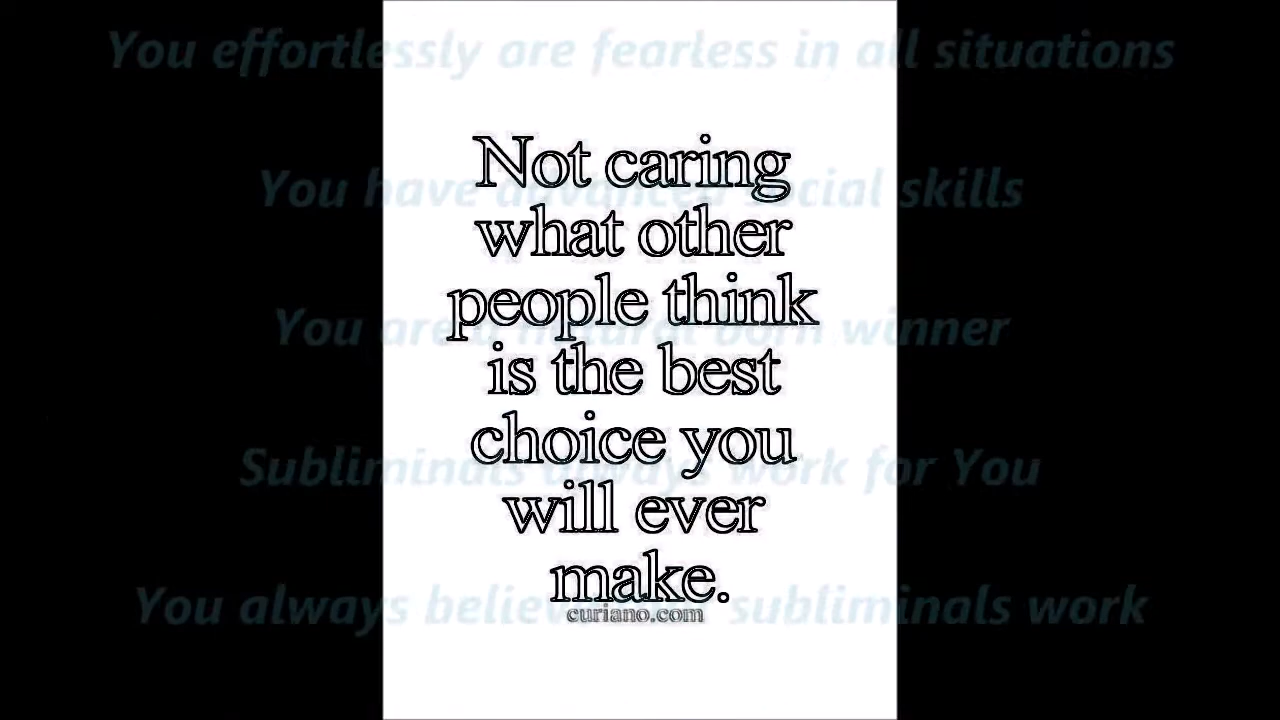 You effortlessly are fearless in all situations
Not caring
You have advanced social skills
what other
people think
You are a natural born winner
is the best
choice you
Subliminals always work for You
will ever
make.
You always believe subliminals work
curiano.com